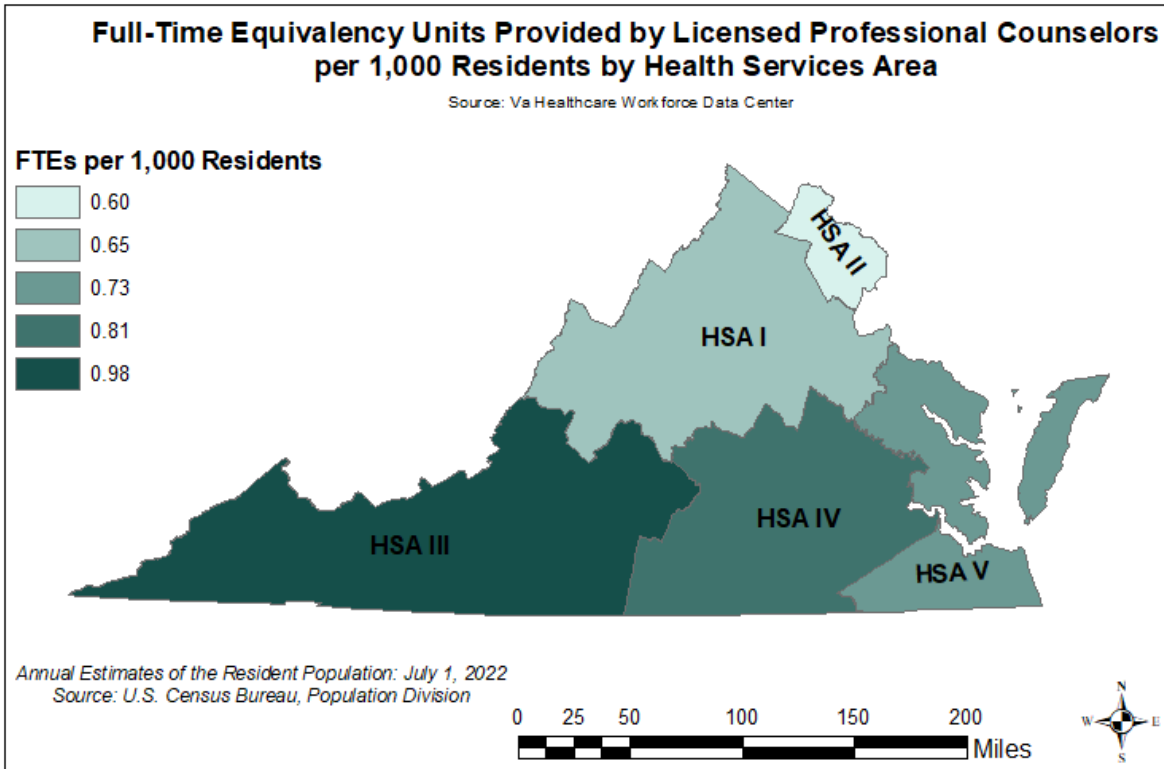 Full-Time Equivalency Units Provided by Licensed Professional Counselors
per 1,000 Residents by Health Services Area
Source: Va Healthcare Workforce Data Center
FTEs per 1,000 Residents
0.60
0.65
0.73
0.81
0.98
HSA II
HSA I
HSA IV
HSA III
HSA V
Annual Estimates of the Resident Population: July 1, 2022
Source: U.S. Census Bureau, Population Division
0 25 50 100 150 200
Miles
N
W E
S